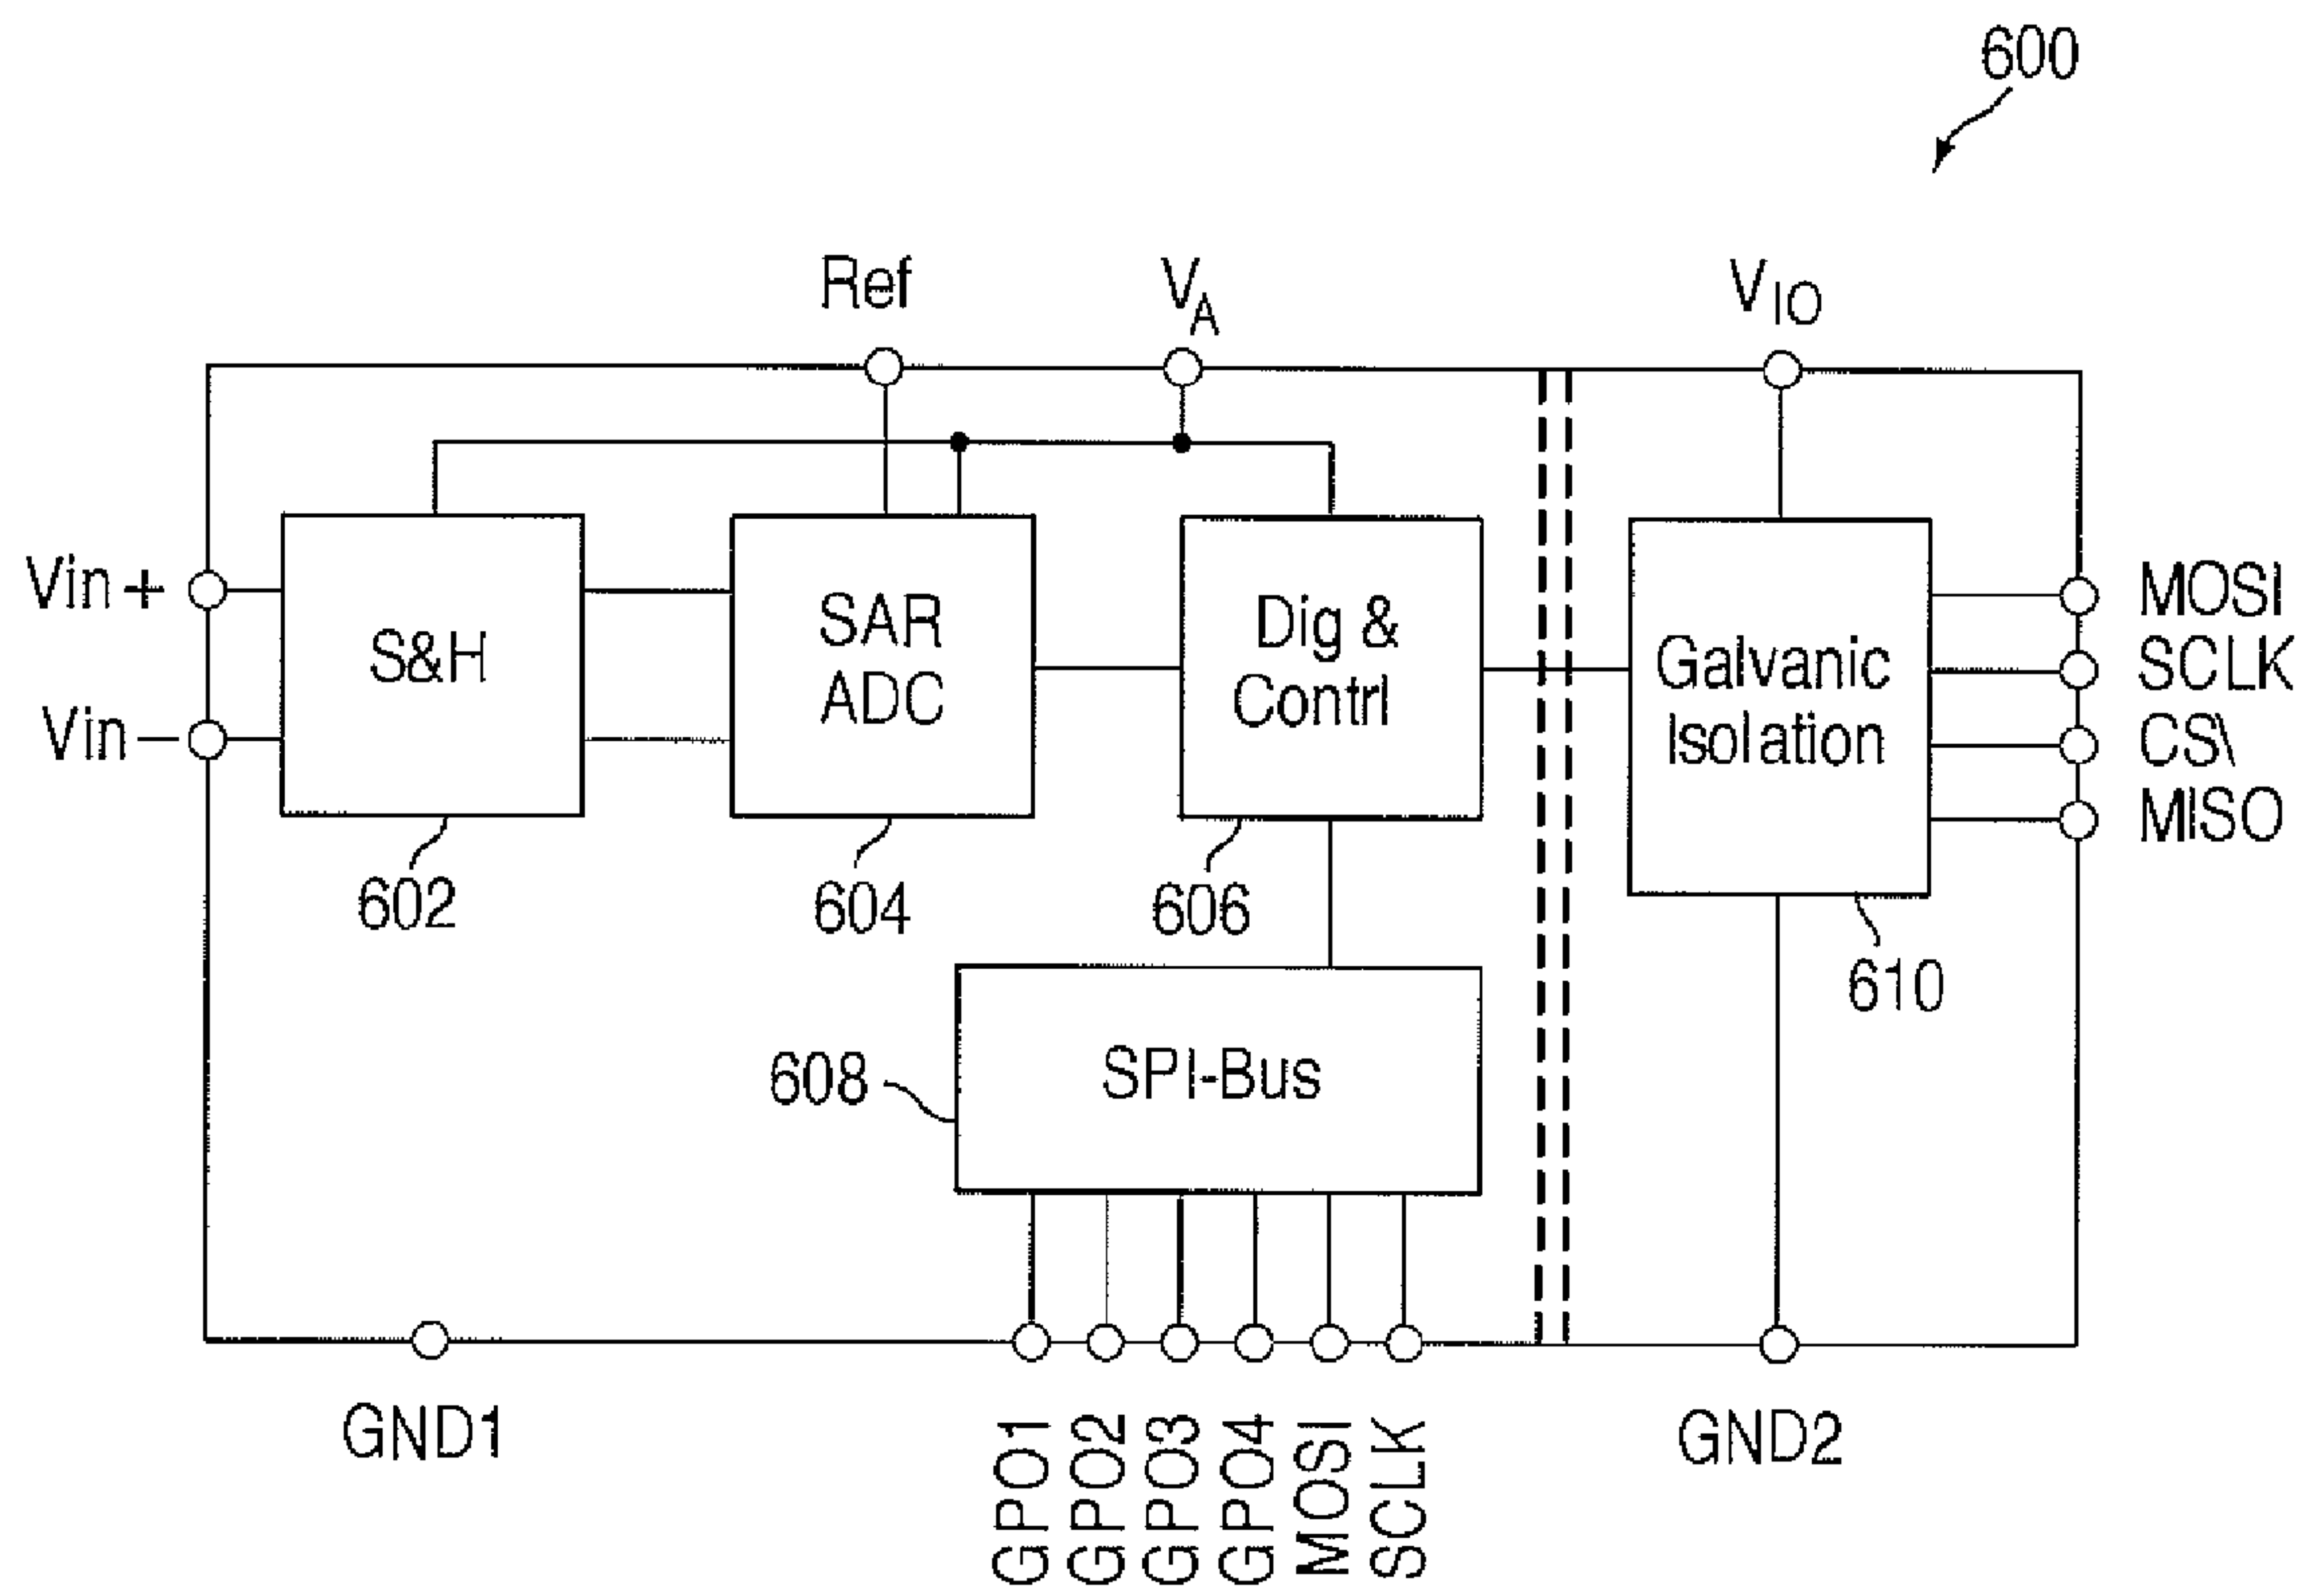 600
Ref
VA
VIO
Vin+
Vin-
S&H
SAR
ADC
Dig &
Contrl
Galvanic
Isolation
MOSI
SCLK
CS\
MISO
602
604
606
610
608
SPI-Bus
GND1
GPO1
GPO2
GPO3
GPO4
MOSI
SCLK
GND2